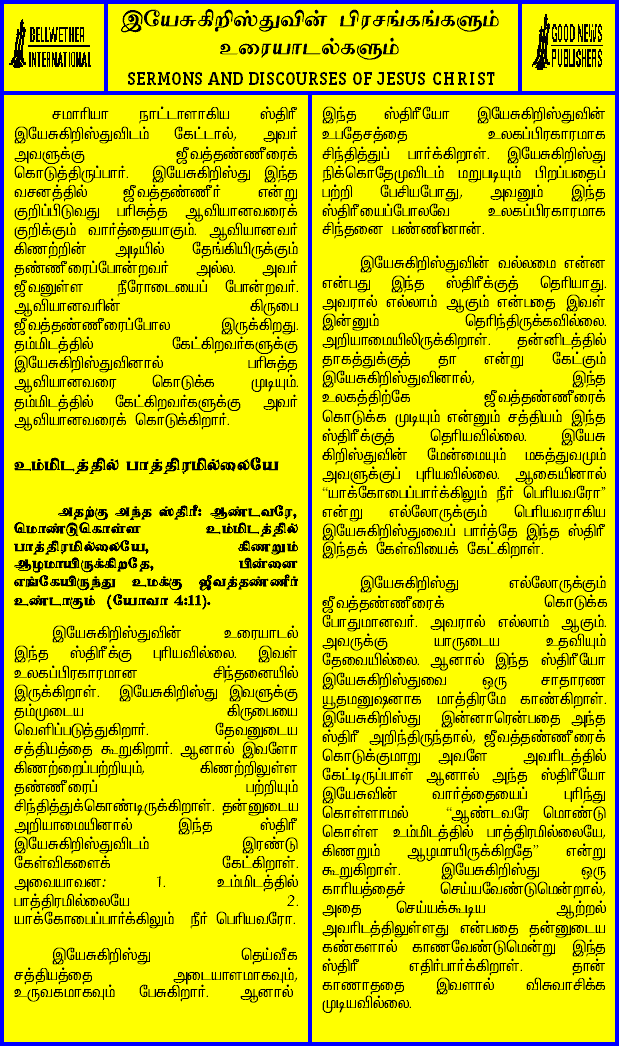 BELLWETHER
INTERNATIONAL
இயேசுகிறிஸ்துவின் பிரசங்கங்களும்
உரையாடல்களும்
SERMONS AND DISCOURSES OF JESUS CHRIST
GOOD NEWS
PUBLISHERS
சமாரியா நாட்டாளாகிய ஸ்திரீ
இயேசுகிறிஸ்துவிடம் கேட்டால், அவர்
அவளுக்கு ஜீவத்தண்ணீரைக்
கொடுத்திருப்பார். இயேசுகிறிஸ்து இந்த
வசனத்தில் ஜீவத்தண்ணீர் என்று
குறிப்பிடுவது பரிசுத்த ஆவியானவரைக்
குறிக்கும் வார்த்தையாகும். ஆவியானவர்
கிணற்றின் அடியில் தேங்கியிருக்கும்
தண்ணீரைப்போன்றவர் அல்ல. அவர்
ஜீவனுள்ள நீரோடையைப் போன்றவர்.
ஆவியானவரின் கிருபை
ஜீவத்தண்ணீரைப்போல இருக்கிறது.
தம்மிடத்தில் கேட்கிறவர்களுக்கு
இயேசுகிறிஸ்துவினால் பரிசுத்த
ஆவியானவரை கொடுக்க முடியும்.
தம்மிடத்தில் கேட்கிறவர்களுக்கு அவர்
ஆவியானவரைக் கொடுக்கிறார்.
உம்மிடத்தில் பாத்திரமில்லையே
அதற்கு அந்த ஸ்திரீ: ஆண்டவரே,
மொண்டுகொள்ள உம்மிடத்தில்
பாத்திரமில்லையே, கிணறும்
ஆழமாயிருக்கிறதே, பின்னை
எங்கேயிருந்து உமக்கு ஜீவத்தண்ணீர்
உண்டாகும் (யோவா 4:11).
இயேசுகிறிஸ்துவின் உரையாடல்
இந்த ஸ்திரீக்கு புரியவில்லை. இவள்
உலகப்பிரகாரமான சிந்தனையில்
இருக்கிறாள். இயேசுகிறிஸ்து இவளுக்கு
தம்முடைய கிருபையை
வெளிப்படுத்துகிறார். தேவனுடைய
சத்தியத்தை கூறுகிறார். ஆனால் இவளோ
கிணற்றைப்பற்றியும், கிணற்றிலுள்ள
தண்ணீரைப் பற்றியும்
சிந்தித்துக்கொண்டிருக்கிறாள். தன்னுடைய
அறியாமையினால் இந்த ஸ்திரீ
இயேசுகிறிஸ்துவிடம் இரண்டு
கேள்விகளைக் கேட்கிறாள்.
அவையாவன: 1. உம்மிடத்தில்
பாத்திரமில்லையே 2.
யாக்கோபைப்பார்க்கிலும் நீர் பெரியவரோ.
இயேசுகிறிஸ்து தெய்வீக
சத்தியத்தை அடையாளமாகவும்,
உருவகமாகவும் பேசுகிறார். ஆனால்
இந்த ஸ்திரீயோ இயேசுகிறிஸ்துவின்
உபதேசத்தை உலகப்பிரகாரமாக
சிந்தித்துப் பார்க்கிறாள். இயேசுகிறிஸ்து
நிக்கொதேமுவிடம் மறுபடியும் பிறப்பதைப்
பற்றி பேசியபோது, அவனும் இந்த
ஸ்திரீயைப்போலவே உலகப்பிரகாரமாக
சிந்தனை பண்ணினான்.
இயேசுகிறிஸ்துவின் வல்லமை என்ன
என்பது இந்த ஸ்திரீக்குத் தெரியாது.
அவரால் எல்லாம் ஆகும் என்பதை இவள்
இன்னும் தெரிந்திருக்கவில்லை.
அறியாமையிலிருக்கிறாள். தன்னிடத்தில்
தாகத்துக்குத் தா என்று கேட்கும்
இயேசுகிறிஸ்துவினால், இந்த
உலகத்திற்கே ஜீவத்தண்ணீரைக்
கொடுக்க முடியும் என்னும் சத்தியம் இந்த
ஸ்திரீக்குத் தெரியவில்லை. இயேசு
கிறிஸ்துவின் மேன்மையும் மகத்துவமும்
அவளுக்குப் புரியவில்லை. ஆகையினால்
“யாக்கோபைப்பார்க்கிலும் நீர் பெரியவரோ”
என்று எல்லோருக்கும் பெரியவராகிய
இயேசுகிறிஸ்துவைப் பார்த்தே இந்த ஸ்திரீ
இந்தக் கேள்வியைக் கேட்கிறாள்.
இயேசுகிறிஸ்து எல்லோருக்கும்
ஜீவத்தண்ணீரைக் கொடுக்க
போதுமானவர். அவரால் எல்லாம் ஆகும்.
அவருக்கு யாருடைய உதவியும்
தேவையில்லை. ஆனால் இந்த ஸ்திரீயோ
இயேசுகிறிஸ்துவை ஒரு சாதாரண
யூதமனுஷனாக மாத்திரமே காண்கிறாள்.
இயேசுகிறிஸ்து இன்னாரென்பதை அந்த
ஸ்திரீ அறிந்திருந்தால், ஜீவத்தண்ணீரைக்
கொடுக்குமாறு அவளே அவரிடத்தில்
கேட்டிருப்பாள் ஆனால் அந்த ஸ்திரீயோ
இயேசுவின் வார்த்தையைப் புரிந்து
கொள்ளாமல் “ஆண்டவரே மொண்டு
கொள்ள உம்மிடத்தில் பாத்திரமில்லையே,
கிணறும் ஆழமாயிருக்கிறதே” என்று
கூறுகிறாள். இயேசுகிறிஸ்து ஒரு
காரியத்தைச் செய்யவேண்டுமென்றால்,
அதை செய்யக்கூடிய ஆற்றல்
அவரிடத்திலுள்ளது என்பதை தன்னுடைய
கண்களால் காணவேண்டுமென்று இந்த
ஸ்திரீ எதிர்பார்க்கிறாள். தான்
காணாததை இவளால் விசுவாசிக்க
முடியவில்லை.